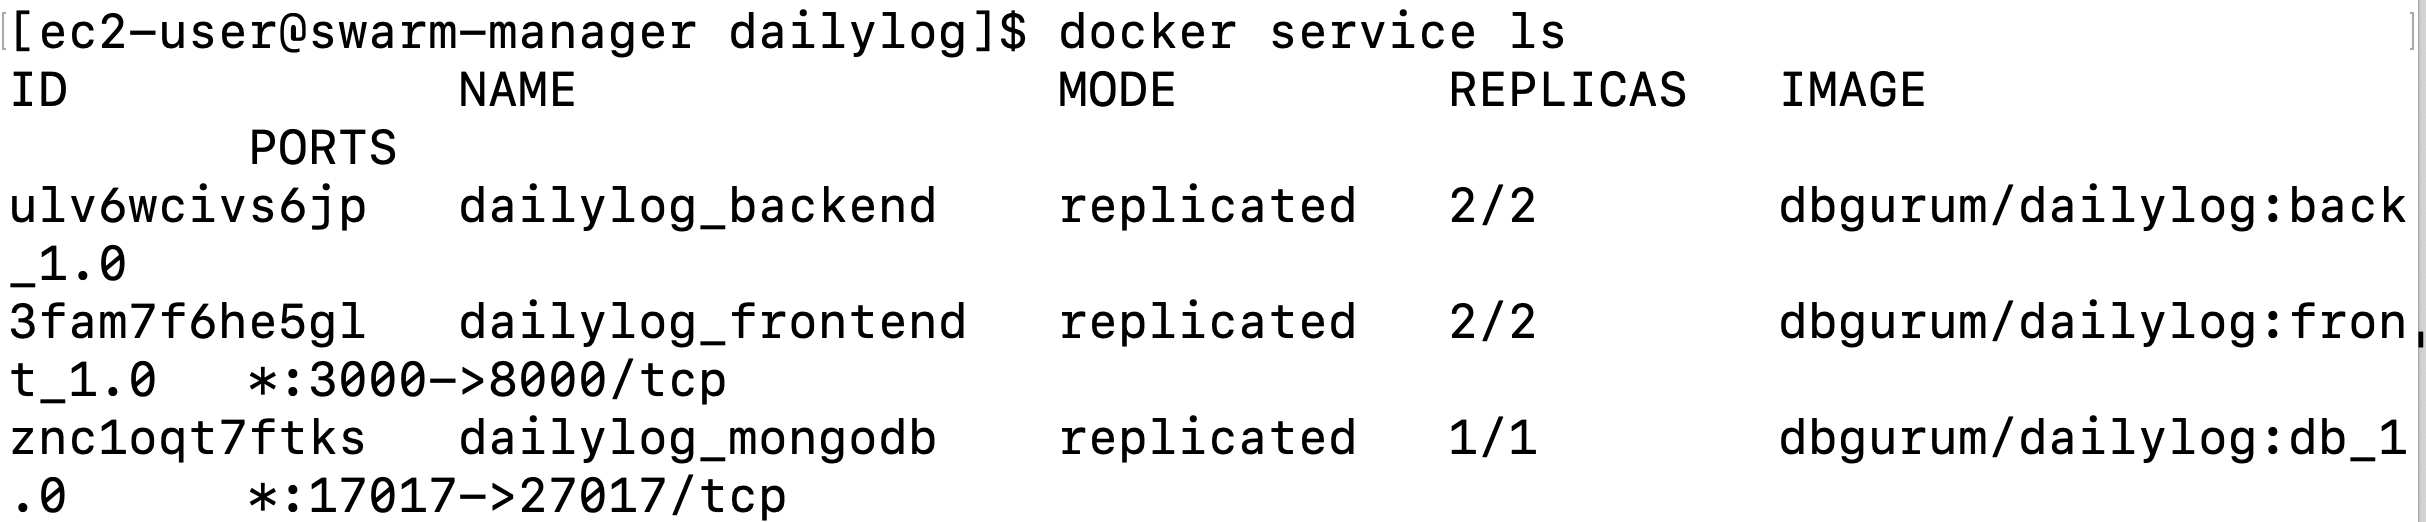 [ec2-user@swarm-manager dailylog]$ docker service ls
ID             NAME                MODE         REPLICAS   IMAGE
        PORTS
ulv6wcivs6jp   dailylog_backend    replicated   2/2        dbgurum/dailylog:back
_1.0
3fam7f6he5gl   dailylog_frontend   replicated   2/2        dbgurum/dailylog:fron
t_1.0   *:3000->8000/tcp
znc1oqt7ftks   dailylog_mongodb    replicated   1/1        dbgurum/dailylog:db_1
.0      *:17017->27017/tcp